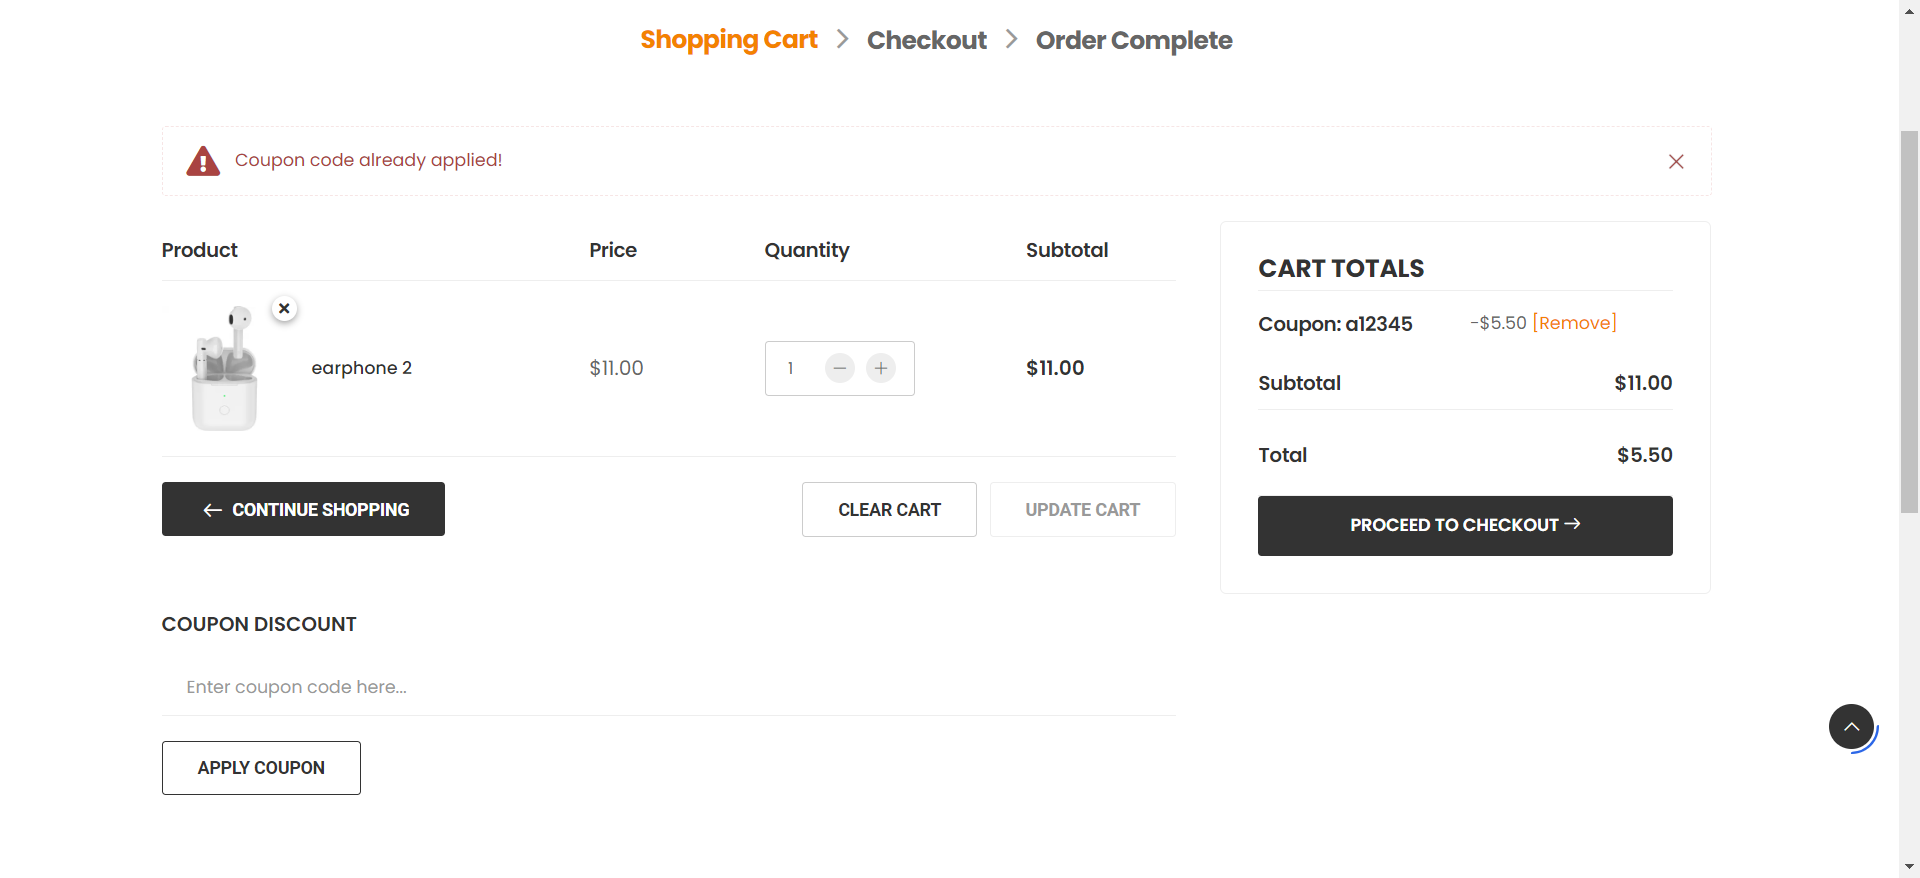 Shopping Cart > Checkout > Order Complete
Coupon code already applied!
Product Price Quantity Subtotal
earphone 2 $11.00 1 − + $11.00
← CONTINUE SHOPPING CLEAR CART UPDATE CART
COUPON DISCOUNT
Enter coupon code here...
APPLY COUPON
CART TOTALS
Coupon: a12345 -$5.50 [Remove]
Subtotal $11.00
Total $5.50
PROCEED TO CHECKOUT →